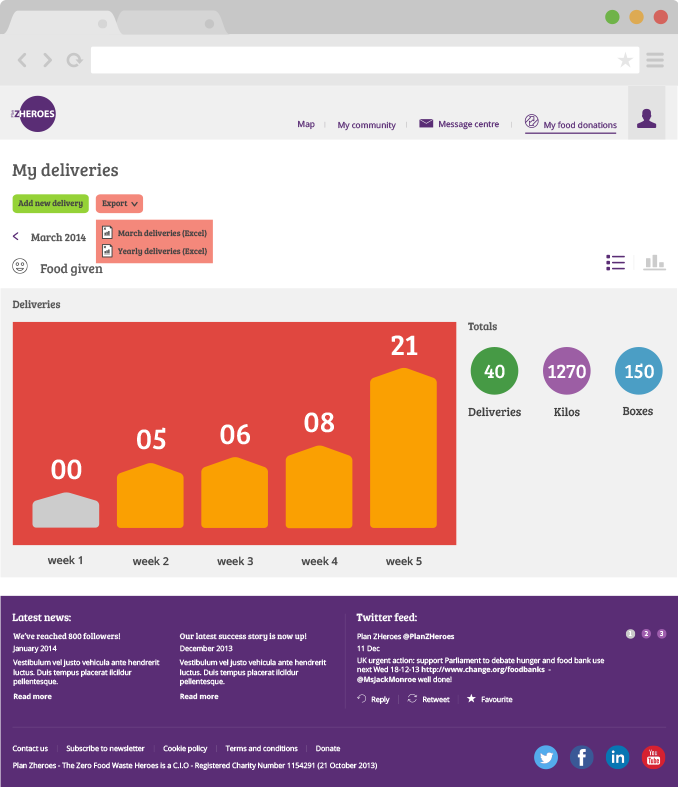 THE ZHEROES
Map
My community
Message centre
My food donations
My deliveries
Add new delivery
Export
March 2014
March deliveries (Excel)
Yearly deliveries (Excel)
Food given
Deliveries
Totals
00
05
06
08
21
week 1
week 2
week 3
week 4
week 5
40
1270
150
Deliveries
Kilos
Boxes
Latest news:
We've reached 800 followers!
January 2014
Vestibulum vel justo vehicula ante hendrerit
luctus. Duis tempus placerat ilcildur
pellentesque.
Read more
Our latest success story is now up!
December 2013
Vestibulum vel justo vehicula ante hendrerit
luctus. Duis tempus placerat ilcildur
pellentesque.
Read more
Twitter feed:
Plan ZHeroes @PlanZHeroes
1 2 3
11 Dec
UK urgent action: support Parliament to debate hunger and food bank use
next Wed 18-12-13 http://www.change.org/foodbanks -
@MsJackMonroe well done!
Reply
Retweet
Favourite
Contact us
Subscribe to newsletter
Cookie policy
Terms and conditions
Donate
Plan Zheroes - The Zero Food Waste Heroes is a C.I.O - Registered Charity Number 1154291 (21 October 2013)
f
in
You
Tube